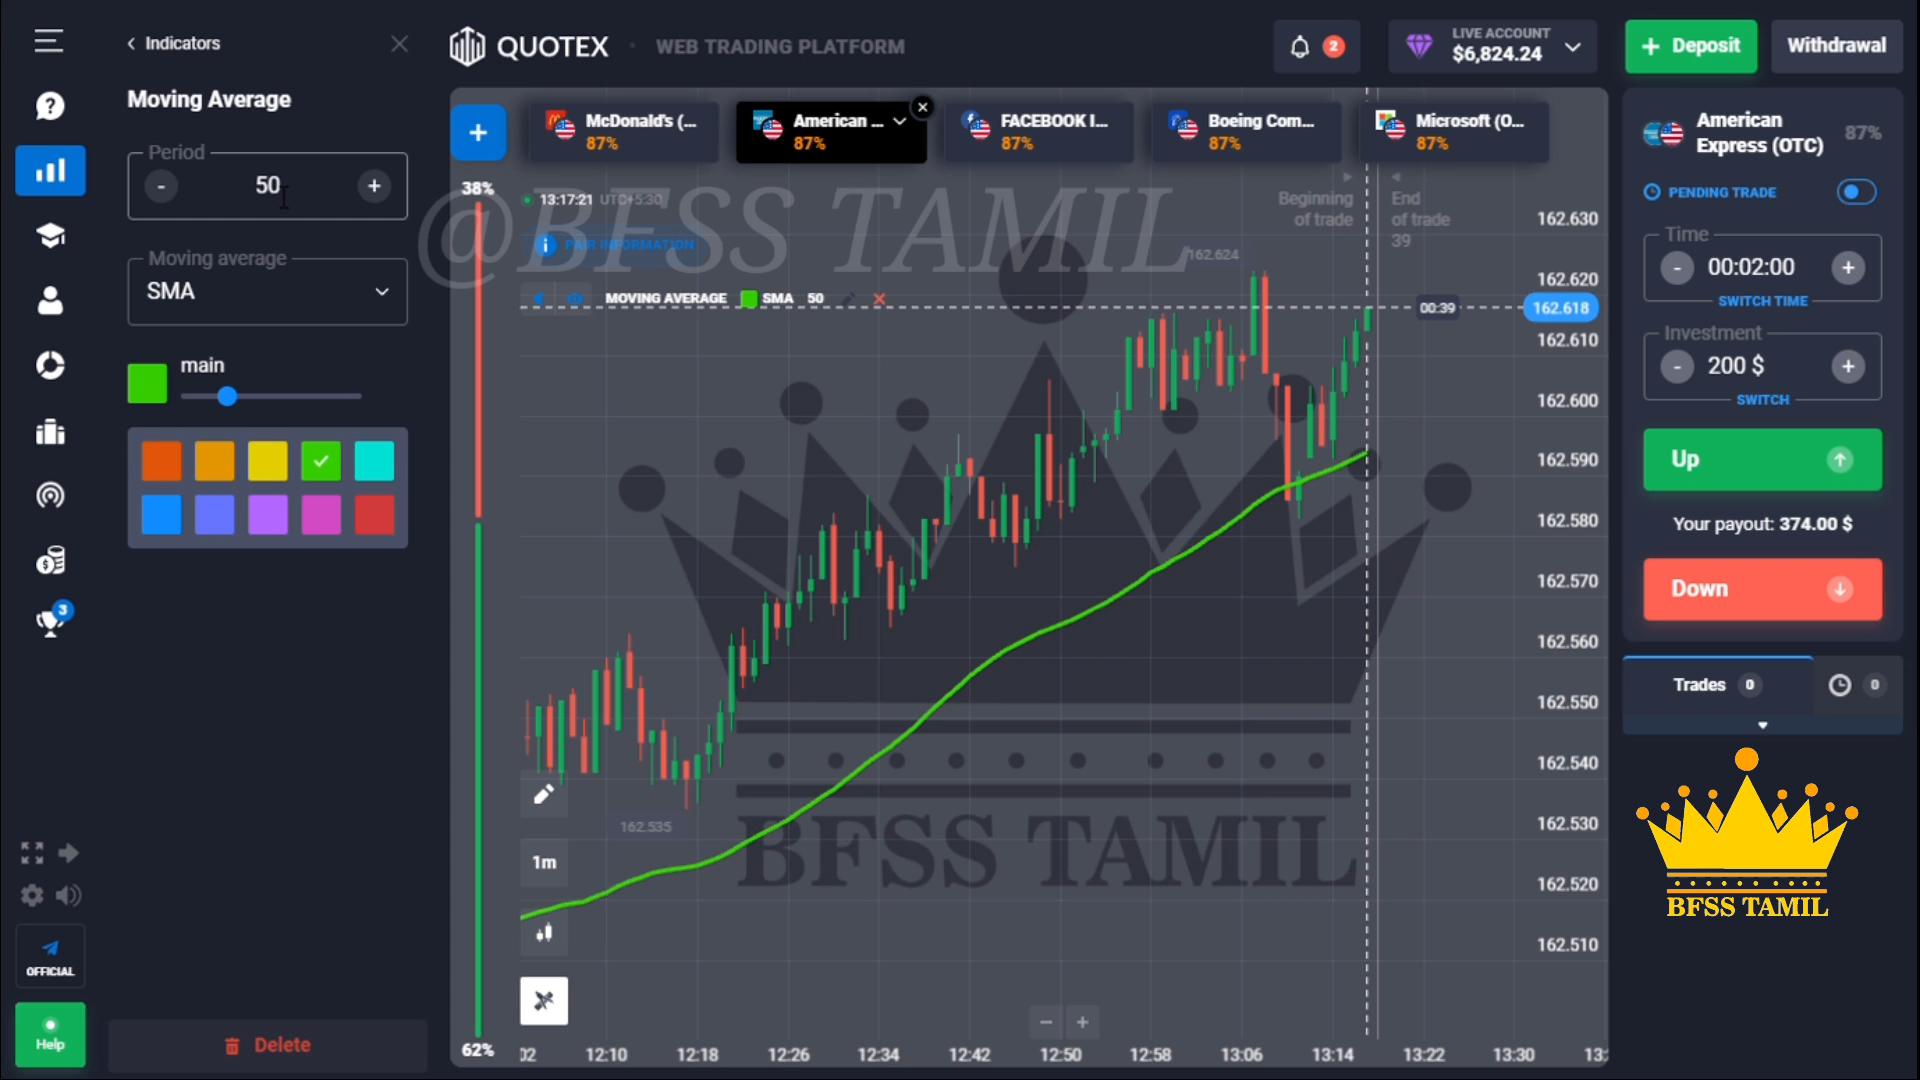 Indicators
Moving Average
Period
- 50 +
Moving average
SMA
main
QUOTEX
WEB TRADING PLATFORM
2
LIVE ACCOUNT
$6,824.24
+ Deposit
Withdrawal
+
McDonald's (...
87%
American ...
87%
FACEBOOK I...
87%
Boeing Com...
87%
Microsoft (O...
87%
38%
13:17:21 UTC+5:30
PAIR INFORMATION
@BFSS TAMIL
MOVING AVERAGE SMA 50
Beginning
of trade
End
of trade
39
162.624
00:39
162.618
162.630
162.620
162.610
162.600
162.590
162.580
162.570
162.560
162.550
162.540
162.530
162.520
162.510
162.535
1m
BFSS TAMIL
62%
- +
02 12:10 12:18 12:26 12:34 12:42 12:50 12:58 13:06 13:14 13:22 13:30 13:
American
Express (OTC)
87%
PENDING TRADE
Time
- 00:02:00 +
SWITCH TIME
Investment
- 200 $ +
SWITCH
Up
Your payout: 374.00 $
Down
Trades 0
0
BFSS TAMIL
3
OFFICIAL
Help
Delete